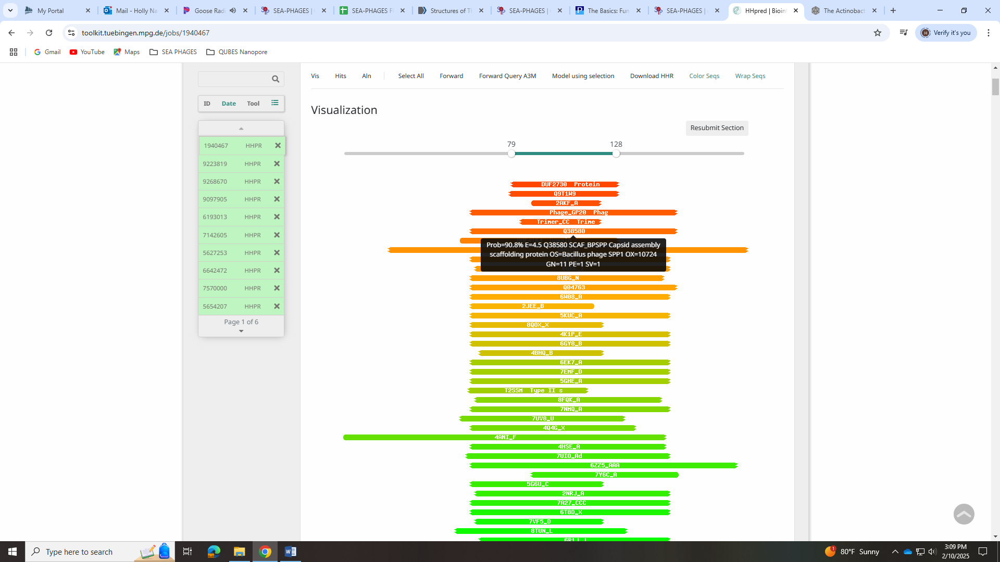 My Portal
Mail - Holly Na
Goose Radi
SEA-PHAGES | 
SEA-PHAGES F
Structures of T
SEA-PHAGES |
The Basics: Fun
SEA-PHAGES |
HHpred | Bioin
The Actinobact
toolkit.tuebingen.mpg.de/jobs/1940467
Verify it's you
Gmail
YouTube
Maps
SEA PHAGES
QUBES Nanopore
Vis
Hits
Aln
Select All
Forward
Forward Query A3M
Model using selection
Download HHR
Color Seqs
Wrap Seqs
ID
Date
Tool
1940467 HHPR
9223819 HHPR
9268670 HHPR
9097905 HHPR
6193013 HHPR
7142605 HHPR
5627253 HHPR
6642472 HHPR
7570000 HHPR
5654207 HHPR
Page 1 of 6
Visualization
Resubmit Section
79
128
DUF2730 Protein
Q9T1W9
2AKF_A
Phage_GP20 Phag
Trimer_CC Trime
Q38580
Prob=90.8% E=4.5 Q38580 SCAF_BPSPP Capsid assembly
scaffolding protein OS=Bacillus phage SPP1 OX=10724
GN=11 PE=1 SV=1
8UBG_N
Q04763
6W08_A
2JEE_B
5KUC_A
8QOX_X
4K1P_E
6GY8_B
4BHQ_B
6EK7_A
7EMF_D
5GHE_A
T2SSM Type II s
8FQK_A
7NMQ_A
7UV8_U
4Q4G_X
4ANI_F
4HSE_A
7UIO_Ad
6ZZ5_AAA
7Y6C_A
5G6U_C
2NRJ_A
7A27_CCC
6T8D_X
7VF5_D
8TUN_L
Type here to search
80°F Sunny
3:09 PM
2/10/2025